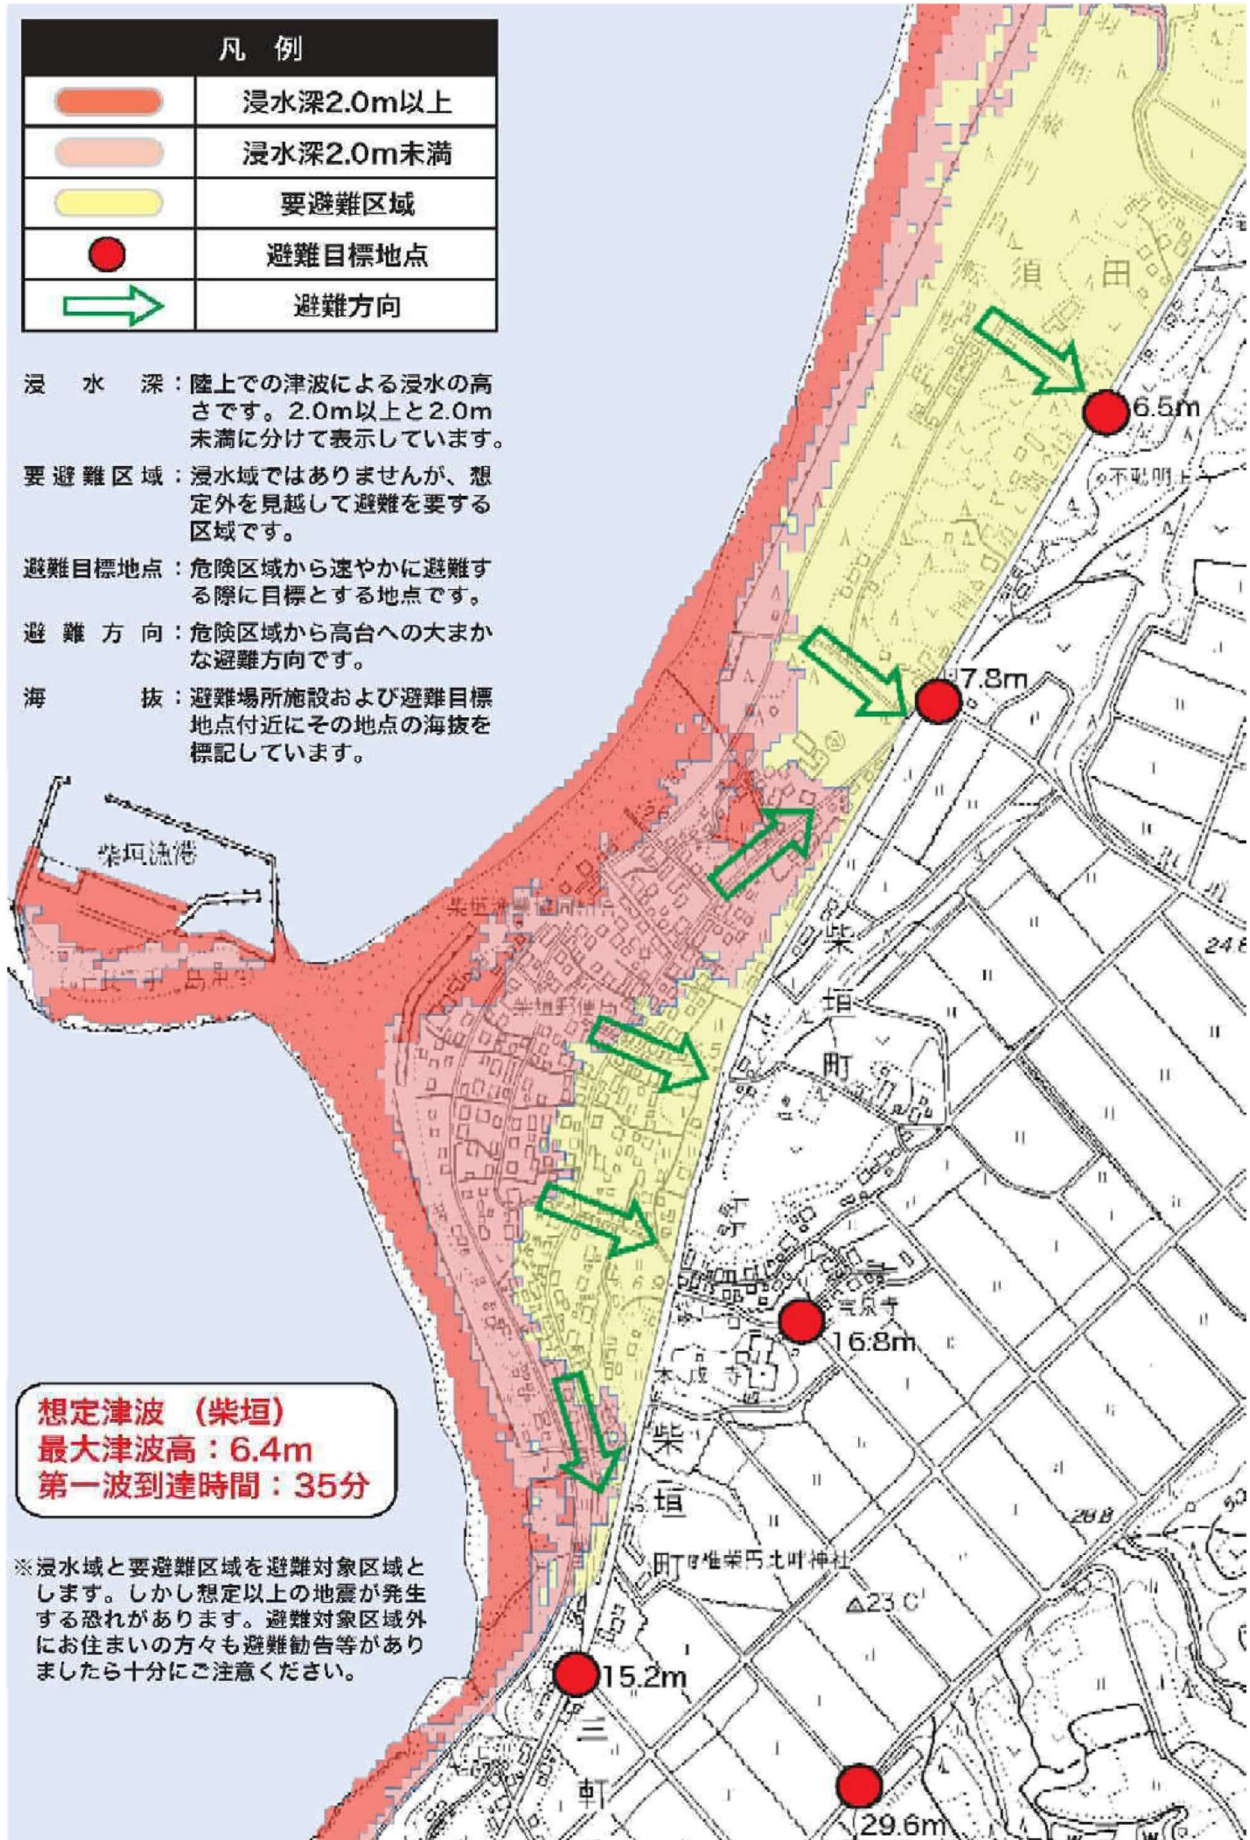 凡 例
浸水深2.0m以上
浸水深2.0m未満
要避難区域
避難目標地点
避難方向
浸水深：陸上での津波による浸水の高
さです。2.0m以上と2.0m
未満に分けて表示しています。
要避難区域：浸水域ではありませんが、想
定外を見越して避難を要する
区域です。
避難目標地点：危険区域から速やかに避難す
る際に目標とする地点です。
避難方向：危険区域から高台への大まか
な避難方向です。
海抜：避難場所施設および避難目標
地点付近にその地点の海抜を
標記しています。
須田
6.5m
7.8m
柴垣漁港
柴垣町
柴垣郵便局
16.8m
本成寺
柴垣町
15.2m
三軒
29.6m
想定津波 （柴垣）
最大津波高：6.4m
第一波到達時間：35分
※浸水域と要避難区域を避難対象区域と
します。しかし想定以上の地震が発生
する恐れがあります。避難対象区域外
にお住まいの方々も避難勧告等があり
ましたら十分にご注意ください。